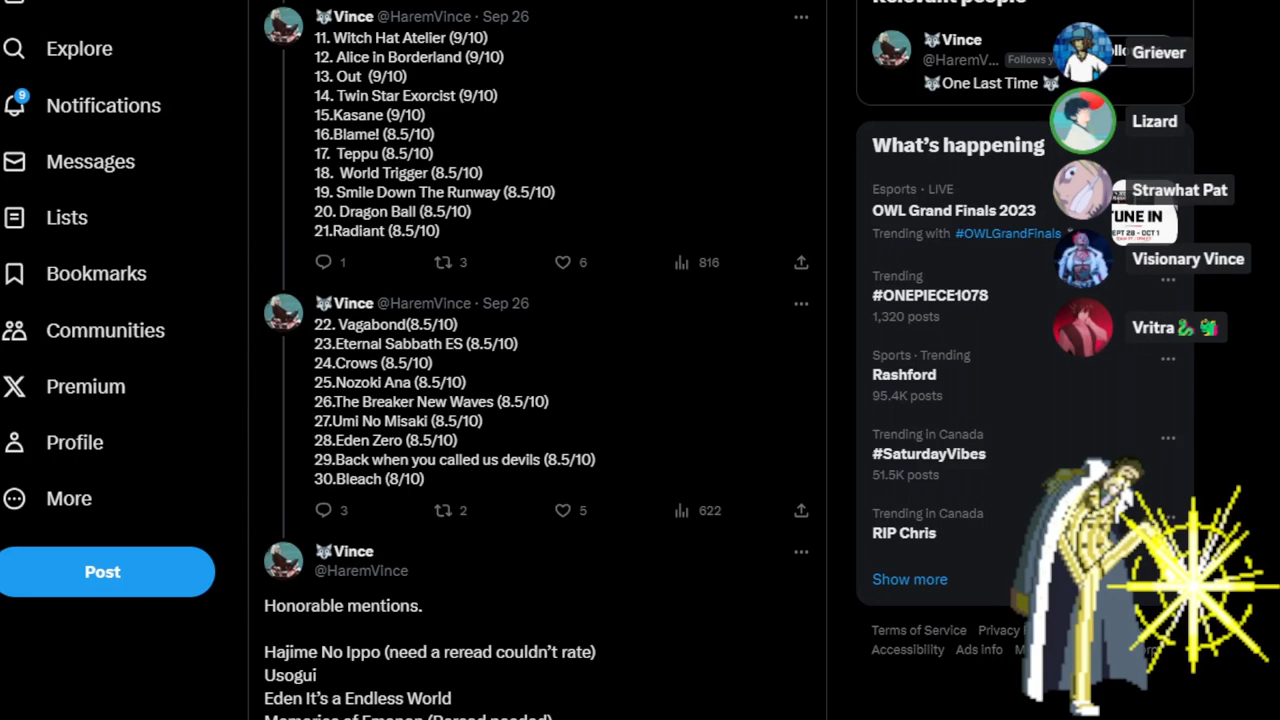 Explore
9
Notifications
Messages
Lists
Bookmarks
Communities
Premium
Profile
More
Post
Vince @HaremVince · Sep 26
11. Witch Hat Atelier (9/10)
12. Alice in Borderland (9/10)
13. Out  (9/10)
14. Twin Star Exorcist (9/10)
15.Kasane (9/10)
16.Blame! (8.5/10)
17.  Teppu (8.5/10)
18.  World Trigger (8.5/10)
19. Smile Down The Runway (8.5/10)
20. Dragon Ball (8.5/10)
21.Radiant (8.5/10)
1 3 6 816
Vince @HaremVince · Sep 26
22. Vagabond(8.5/10)
23.Eternal Sabbath ES (8.5/10)
24.Crows (8.5/10)
25.Nozoki Ana (8.5/10)
26.The Breaker New Waves (8.5/10)
27.Umi No Misaki (8.5/10)
28.Eden Zero (8.5/10)
29.Back when you called us devils (8.5/10)
30.Bleach (8/10)
3 2 5 622
Vince
@HaremVince
Honorable mentions.
Hajime No Ippo (need a reread couldn't rate)
Usogui
Eden It's a Endless World
Relevant people
Vince
@HaremV... Follows
One Last Time
What's happening
Esports · LIVE
OWL Grand Finals 2023
Trending with #OWLGrandFinals
TUNE IN
SEPT 28 - OCT 1
Trending
#ONEPIECE1078
1,320 posts
Sports · Trending
Rashford
95.4K posts
Trending in Canada
#SaturdayVibes
51.5K posts
Trending in Canada
RIP Chris
Show more
Terms of Service Privacy
Accessibility Ads info
Griever
Lizard
Strawhat Pat
Visionary Vince
Vritra